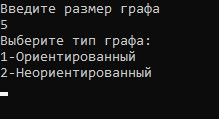 Введите размер графа
5
Выберите тип графа:
1-Ориентированный
2-Неориентированный